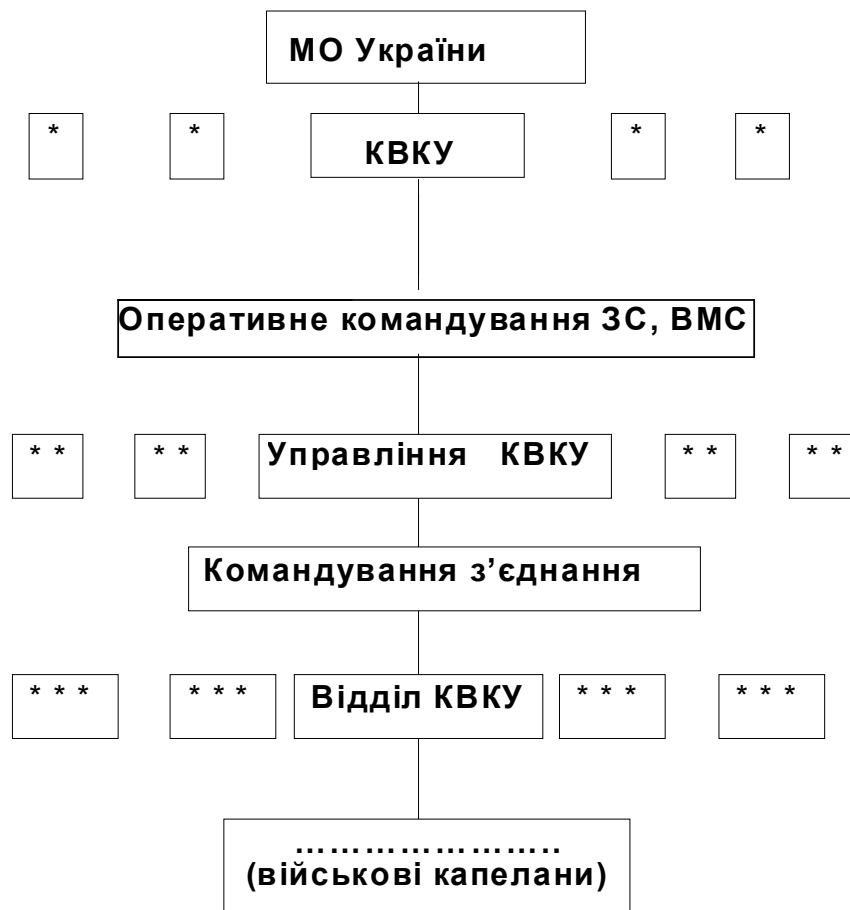 МО України
* * КВКУ * *
Оперативне командування ЗС, ВМС
* * * * Управління КВКУ * * * *
Командування з’єднання
* * * * * * Відділ КВКУ * * * * * *
……………………..
(військові капелани)